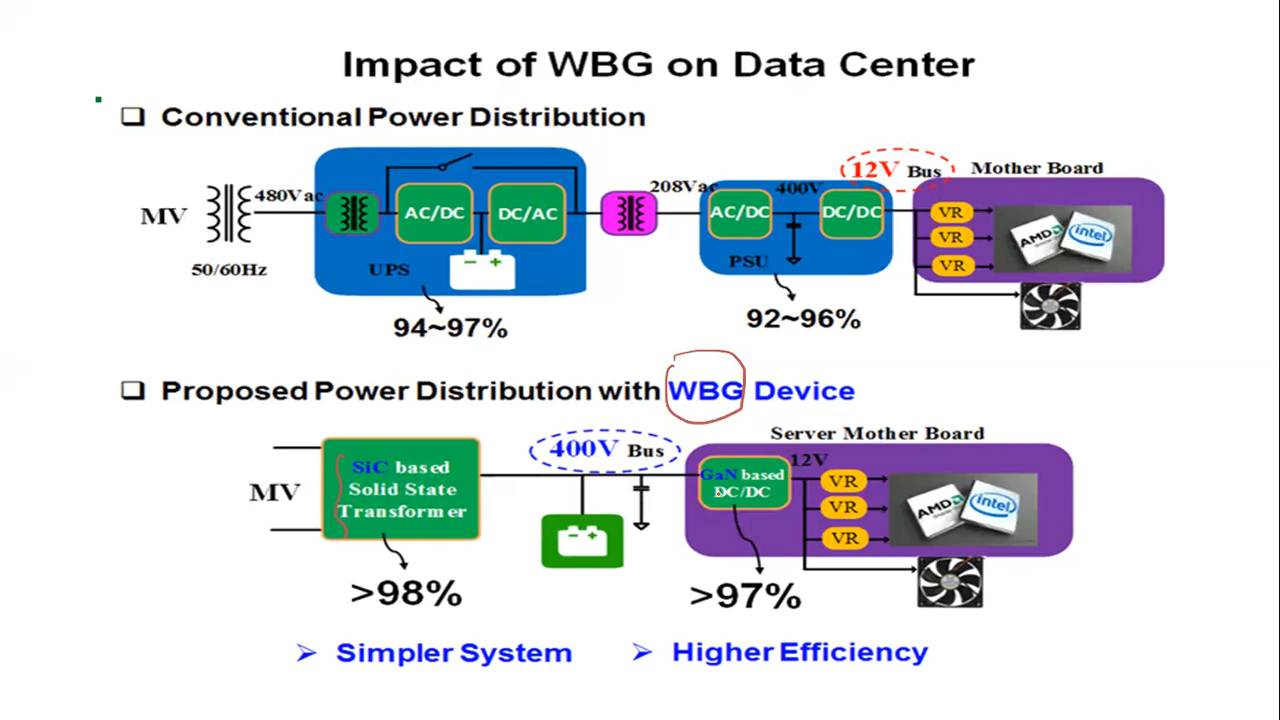 Impact of WBG on Data Center
Conventional Power Distribution
12V Bus
Mother Board
480Vac
208Vac
400V
MV
AC/DC
DC/AC
AC/DC
DC/DC
VR
VR
VR
AMD
intel
50/60Hz
UPS
PSU
94~97%
92~96%
Proposed Power Distribution with WBG Device
Server Mother Board
400V Bus
12V
MV
SiC based
Solid State
Transformer
GaN based
DC/DC
VR
VR
VR
AMD
intel
>98%
>97%
Simpler System
Higher Efficiency